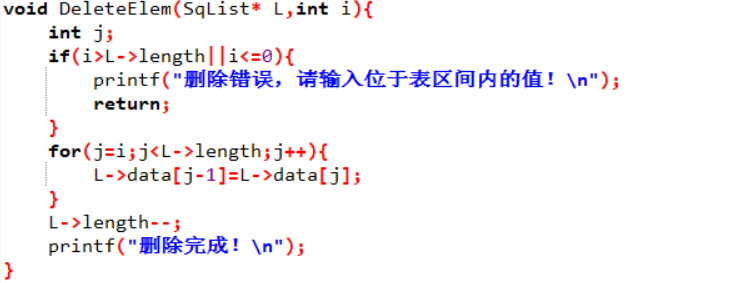 void DeleteElem(SqList* L,int i){
    int j;
    if(i>L->length||i<=0){
        printf("删除错误，请输入位于表区间内的值！\n");
        return;
    }
    for(j=i;j<L->length;j++){
        L->data[j-1]=L->data[j];
    }
    L->length--;
    printf("删除完成！\n");
}